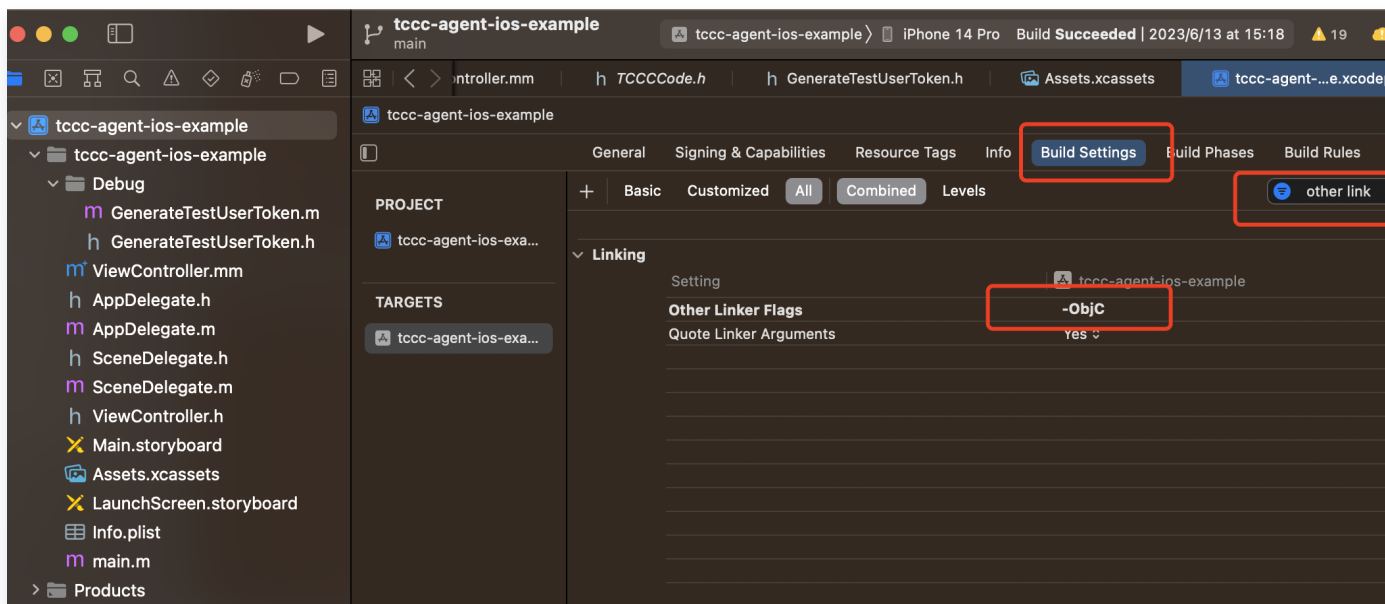 tccc-agent-ios-example
main
tccc-agent-ios-example 〉 iPhone 14 Pro Build Succeeded | 2023/6/13 at 15:18 19
ntroller.mm h TCCCCode.h h GenerateTestUserToken.h Assets.xcassets tccc-agent-...e.xcode
tccc-agent-ios-example
General Signing & Capabilities Resource Tags Info Build Settings Build Phases Build Rules
+ Basic Customized All Combined Levels other link
PROJECT
tccc-agent-ios-exa...
TARGETS
tccc-agent-ios-exa...
Linking
Setting tccc-agent-ios-example
Other Linker Flags -ObjC
Quote Linker Arguments Yes
tccc-agent-ios-example
tccc-agent-ios-example
Debug
m GenerateTestUserToken.m
h GenerateTestUserToken.h
m+ ViewController.mm
h AppDelegate.h
m AppDelegate.m
h SceneDelegate.h
m SceneDelegate.m
h ViewController.h
Main.storyboard
Assets.xcassets
LaunchScreen.storyboard
Info.plist
m main.m
Products